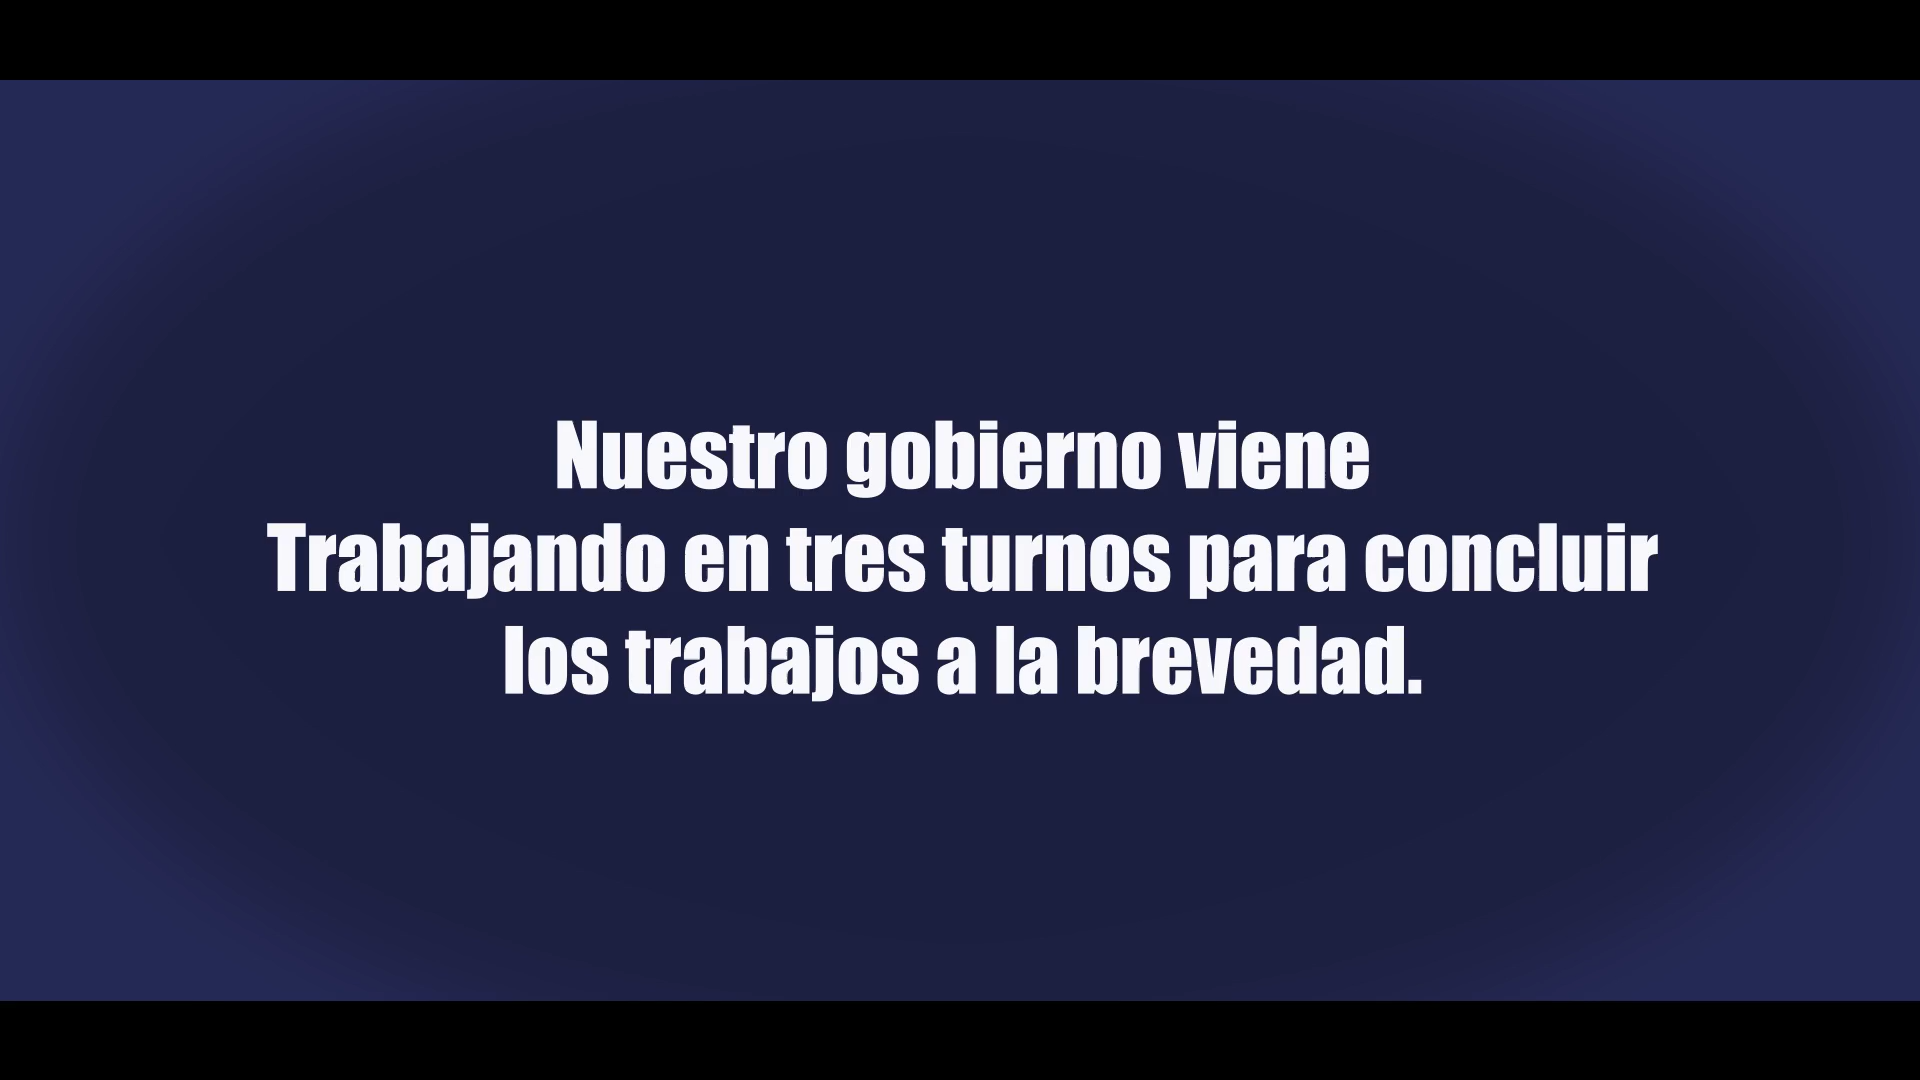 Nuestro gobierno viene
Trabajando en tres turnos para concluir
los trabajos a la brevedad.